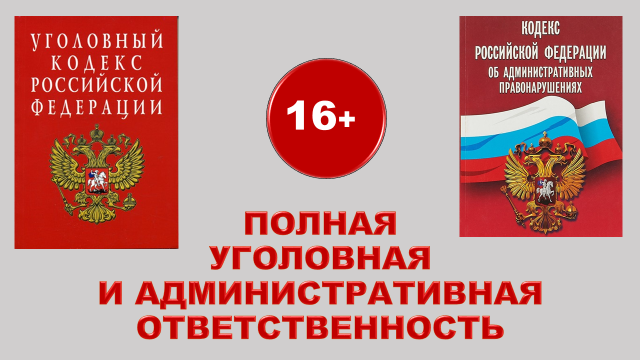 УГОЛОВНЫЙ
КОДЕКС
РОССИЙСКОЙ
ФЕДЕРАЦИИ
16+
КОДЕКС
РОССИЙСКОЙ ФЕДЕРАЦИИ
ОБ АДМИНИСТРАТИВНЫХ
ПРАВОНАРУШЕНИЯХ
ПОЛНАЯ
УГОЛОВНАЯ
И АДМИНИСТРАТИВНАЯ
ОТВЕТСТВЕННОСТЬ